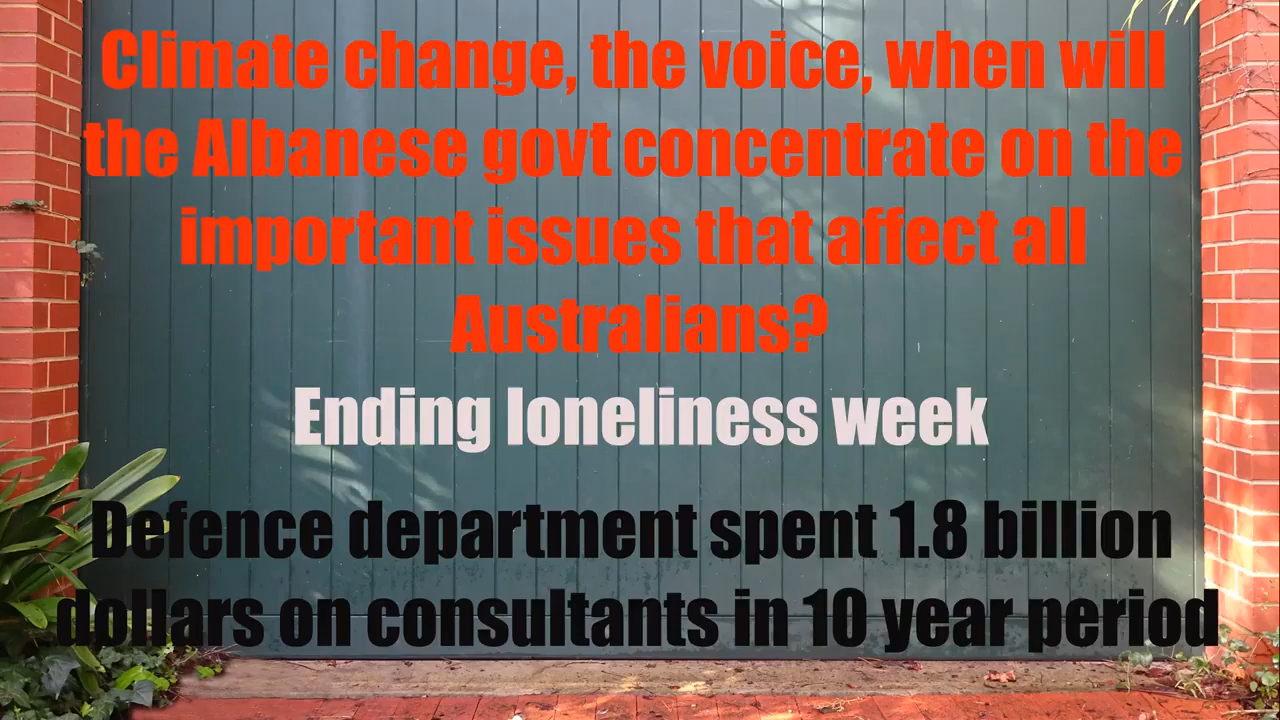 Climate change, the voice, when will
the Albanese govt concentrate on the
important issues that affect all
Australians?
Ending loneliness week
Defence department spent 1.8 billion
dollars on consultants in 10 year period